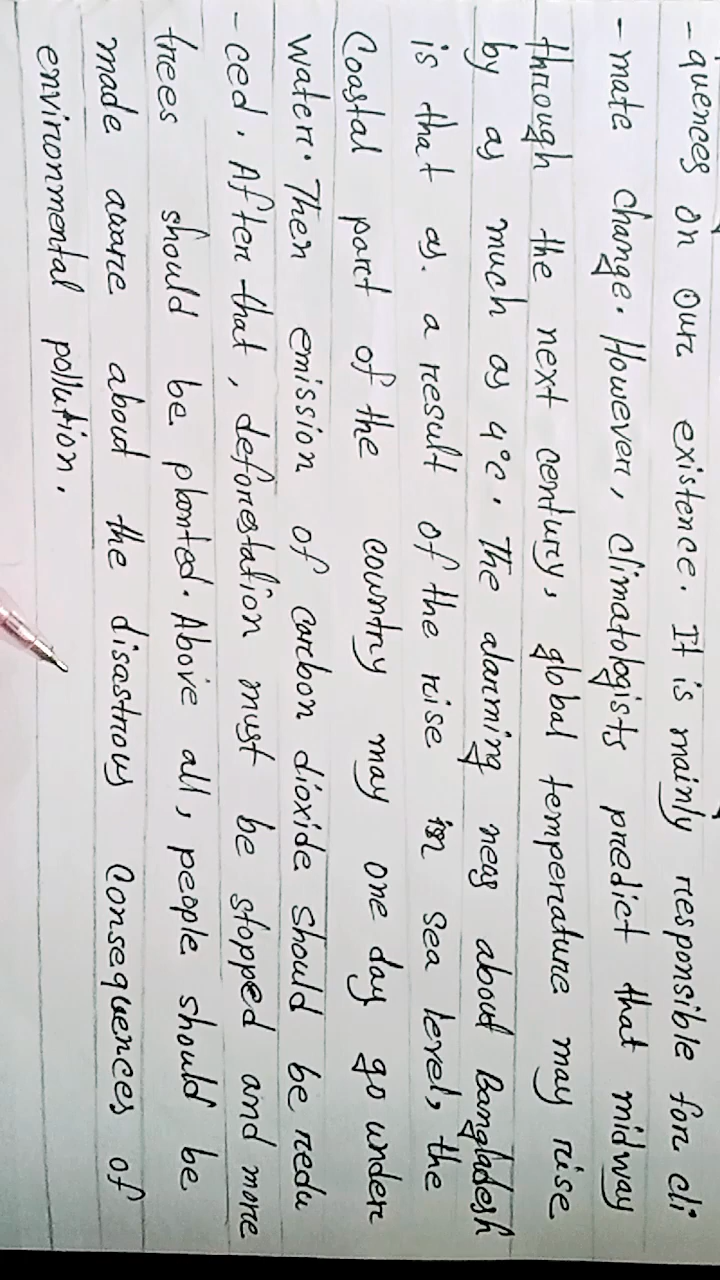 -quences on our existence. It is mainly responsible for cli
-mate change. However, climatologists predict that midway
through the next century, global temperature may rise
by as much as 4°c. The alarming news about Bangladesh
is that as. a result of the rise in sea level, the
Coastal part of the country may one day go under
water. Then emission of carbon dioxide should be redu
-ced. After that, deforestation must be stopped and more
trees should be planted. Above all, people should be
made aware about the disastrous Consequences of
environmental pollution.